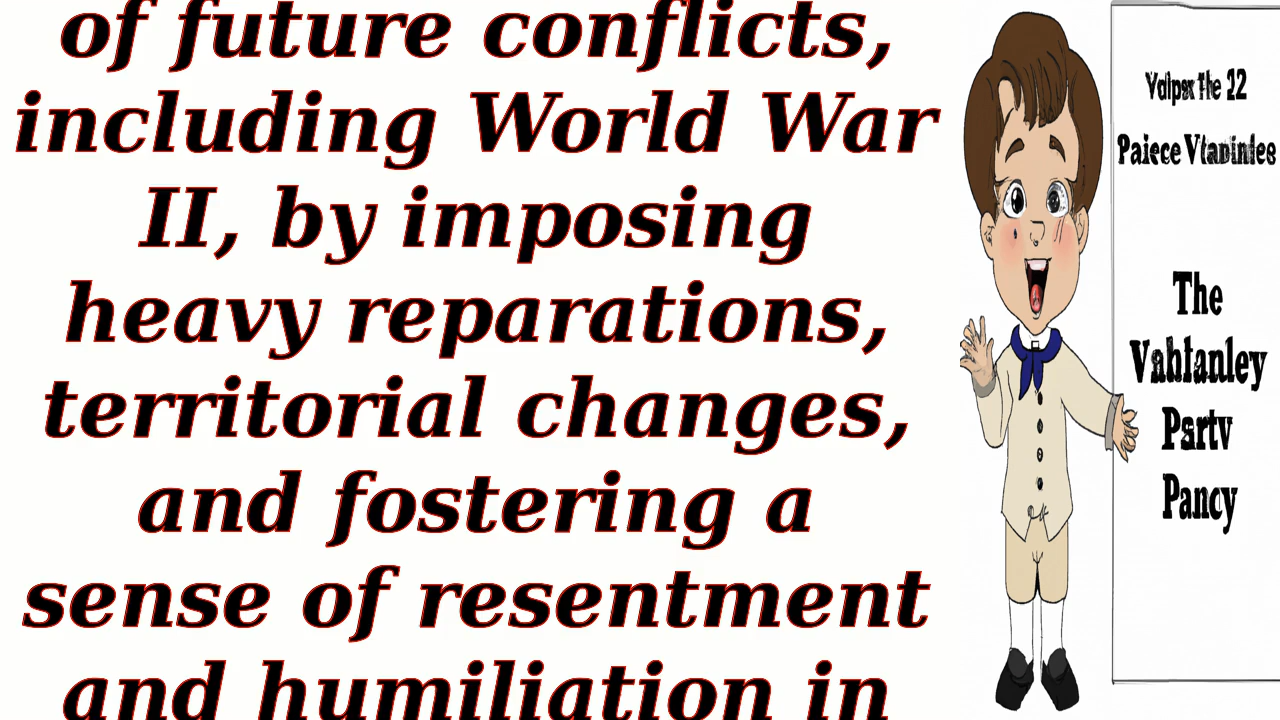 of future conflicts,
including World War
II, by imposing
heavy reparations,
territorial changes,
and fostering a
sense of resentment
and humiliation in
The
Party
Pancy